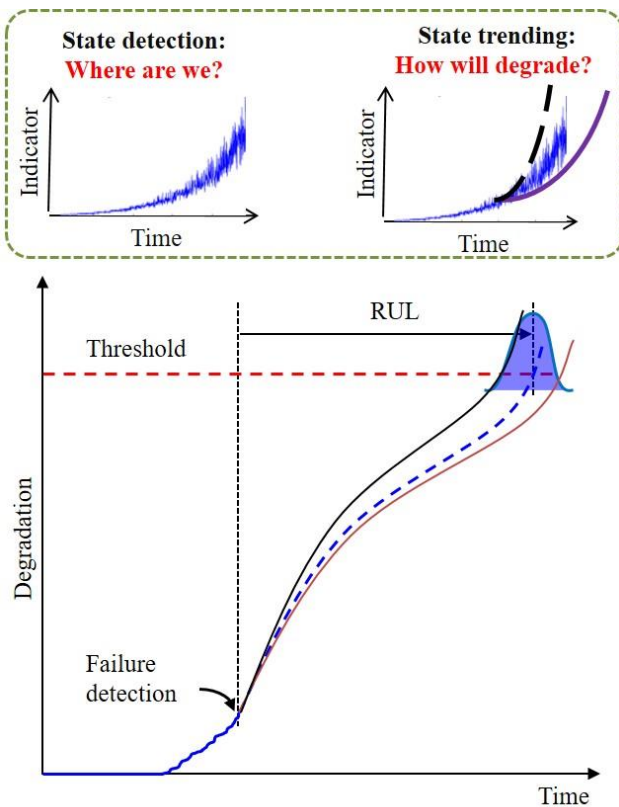 State detection:
Where are we?
Indicator
Time
State trending:
How will degrade?
Indicator
Time
RUL
Threshold
Degradation
Failure
detection
Time